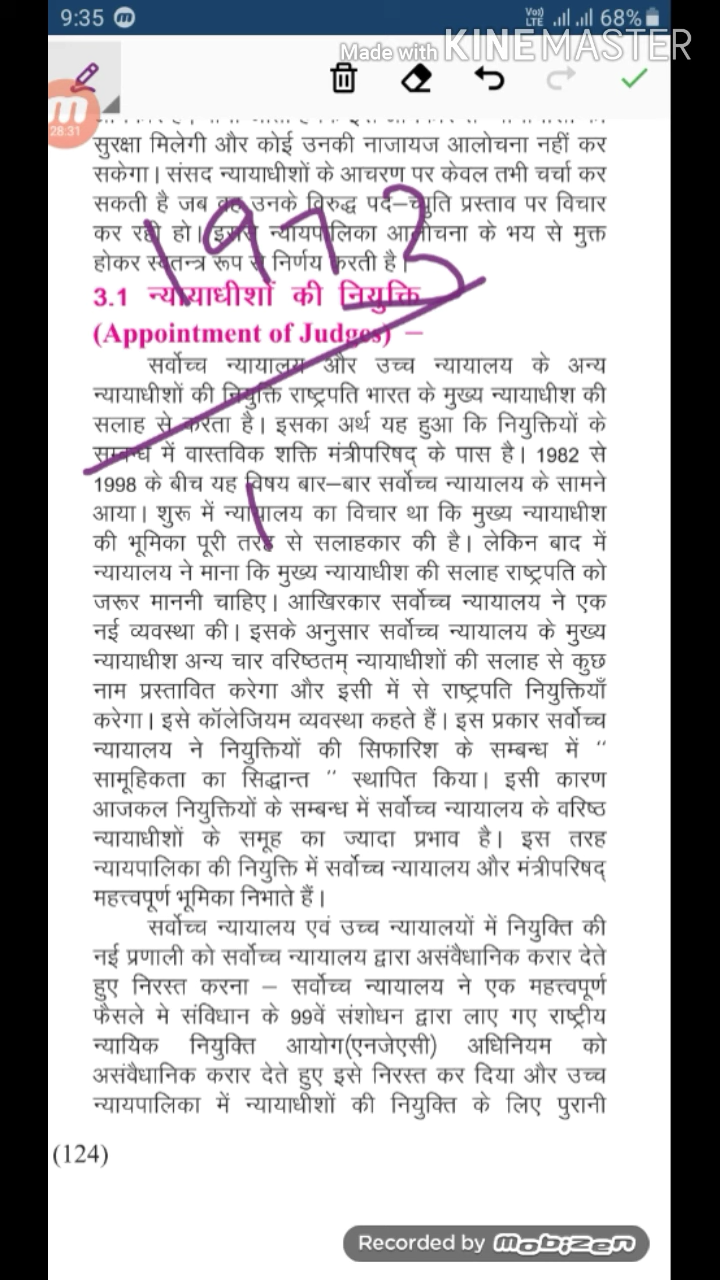 9:35 m Vo) LTE 68%
Made with KINEMASTER
m
28:31
सुरक्षा मिलेगी और कोई उनकी नाजायज आलोचना नहीं कर
सकेगा। संसद न्यायाधीशों के आचरण पर केवल तभी चर्चा कर
सकती है जब वह उनके विरुद्ध पद–च्युति प्रस्ताव पर विचार
कर रही हो। इससे न्यायपालिका आलोचना के भय से मुक्त
होकर स्वतन्त्र रूप से निर्णय करती है।
1973
3.1 न्यायाधीशों की नियुक्ति
(Appointment of Judges) –
सर्वोच्च न्यायालय और उच्च न्यायालय के अन्य
न्यायाधीशों की नियुक्ति राष्ट्रपति भारत के मुख्य न्यायाधीश की
सलाह से करता है। इसका अर्थ यह हुआ कि नियुक्तियों के
सम्बन्ध में वास्तविक शक्ति मंत्रीपरिषद् के पास है। 1982 से
1998 के बीच यह विषय बार–बार सर्वोच्च न्यायालय के सामने
आया। शुरू में न्यायालय का विचार था कि मुख्य न्यायाधीश
की भूमिका पूरी तरह से सलाहकार की है। लेकिन बाद में
न्यायालय ने माना कि मुख्य न्यायाधीश की सलाह राष्ट्रपति को
जरूर माननी चाहिए। आखिरकार सर्वोच्च न्यायालय ने एक
नई व्यवस्था की। इसके अनुसार सर्वोच्च न्यायालय के मुख्य
न्यायाधीश अन्य चार वरिष्ठतम् न्यायाधीशों की सलाह से कुछ
नाम प्रस्तावित करेगा और इसी में से राष्ट्रपति नियुक्तियाँ
करेगा। इसे कॉलेजियम व्यवस्था कहते हैं। इस प्रकार सर्वोच्च
न्यायालय ने नियुक्तियों की सिफारिश के सम्बन्ध में “
सामूहिकता का सिद्धान्त “ स्थापित किया। इसी कारण
आजकल नियुक्तियों के सम्बन्ध में सर्वोच्च न्यायालय के वरिष्ठ
न्यायाधीशों के समूह का ज्यादा प्रभाव है। इस तरह
न्यायपालिका की नियुक्ति में सर्वोच्च न्यायालय और मंत्रीपरिषद्
महत्त्वपूर्ण भूमिका निभाते हैं।
सर्वोच्च न्यायालय एवं उच्च न्यायालयों में नियुक्ति की
नई प्रणाली को सर्वोच्च न्यायालय द्वारा असंवैधानिक करार देते
हुए निरस्त करना – सर्वोच्च न्यायालय ने एक महत्त्वपूर्ण
फैसले मे संविधान के 99वें संशोधन द्वारा लाए गए राष्ट्रीय
न्यायिक नियुक्ति आयोग(एनजेएसी) अधिनियम को
असंवैधानिक करार देते हुए इसे निरस्त कर दिया और उच्च
न्यायपालिका में न्यायाधीशों की नियुक्ति के लिए पुरानी
(124)
Recorded by mobizen